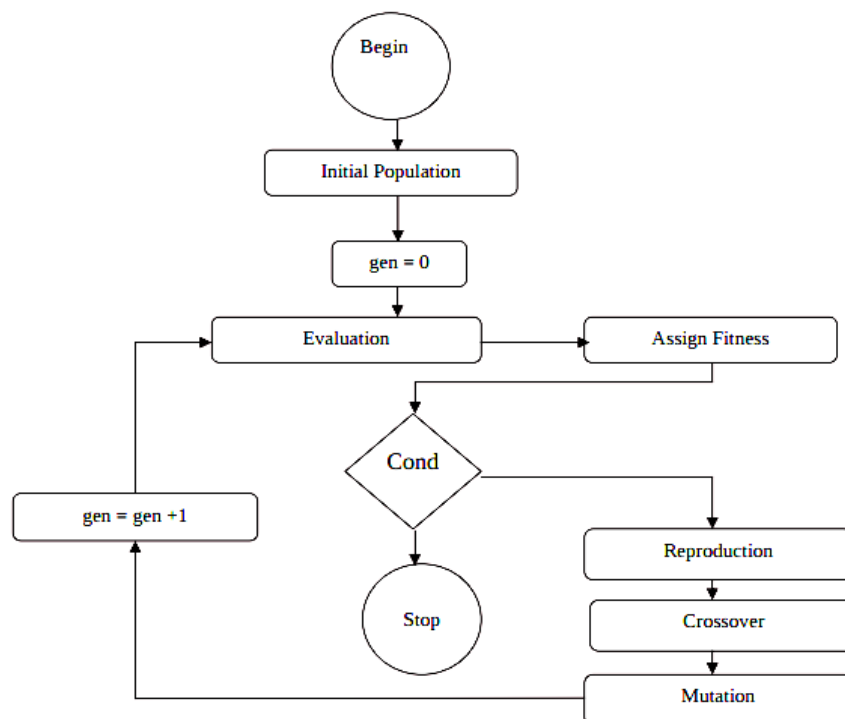 Begin
Initial Population
gen = 0
Evaluation
Assign Fitness
Cond
gen = gen +1
Reproduction
Stop
Crossover
Mutation